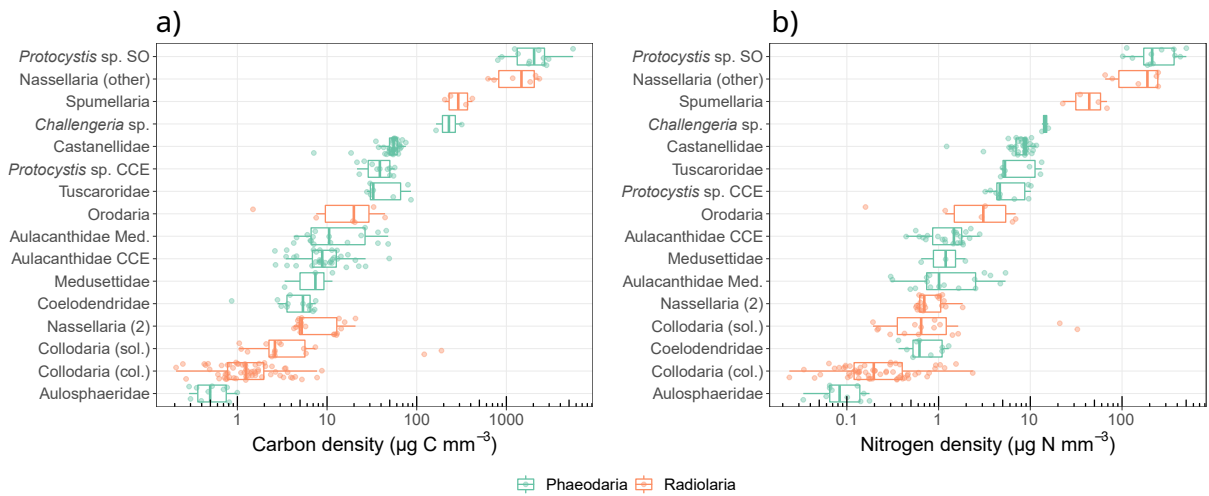 a)
Protocystis sp. SO
Nassellaria (other)
Spumellaria
Challengeria sp.
Castanellidae
Protocystis sp. CCE
Tuscaroridae
Orodaria
Aulacanthidae Med.
Aulacanthidae CCE
Medusettidae
Coelodendridae
Nassellaria (2)
Collodaria (sol.)
Collodaria (col.)
Aulosphaeridae
1 10 100 1000
Carbon density (µg C mm⁻³)
b)
Protocystis sp. SO
Nassellaria (other)
Spumellaria
Challengeria sp.
Castanellidae
Tuscaroridae
Protocystis sp. CCE
Orodaria
Aulacanthidae CCE
Medusettidae
Aulacanthidae Med.
Nassellaria (2)
Collodaria (sol.)
Coelodendridae
Collodaria (col.)
Aulosphaeridae
0.1 1 10 100
Nitrogen density (µg N mm⁻³)
Phaeodaria Radiolaria